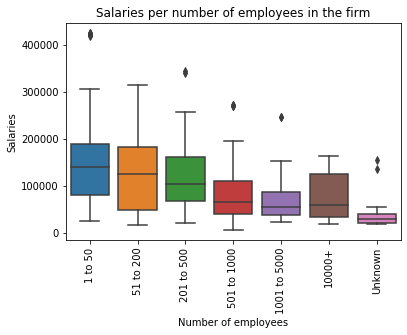 Salaries per number of employees in the firm
Salaries
400000
300000
200000
100000
0
1 to 50
51 to 200
201 to 500
501 to 1000
1001 to 5000
10000+
Unknown
Number of employees